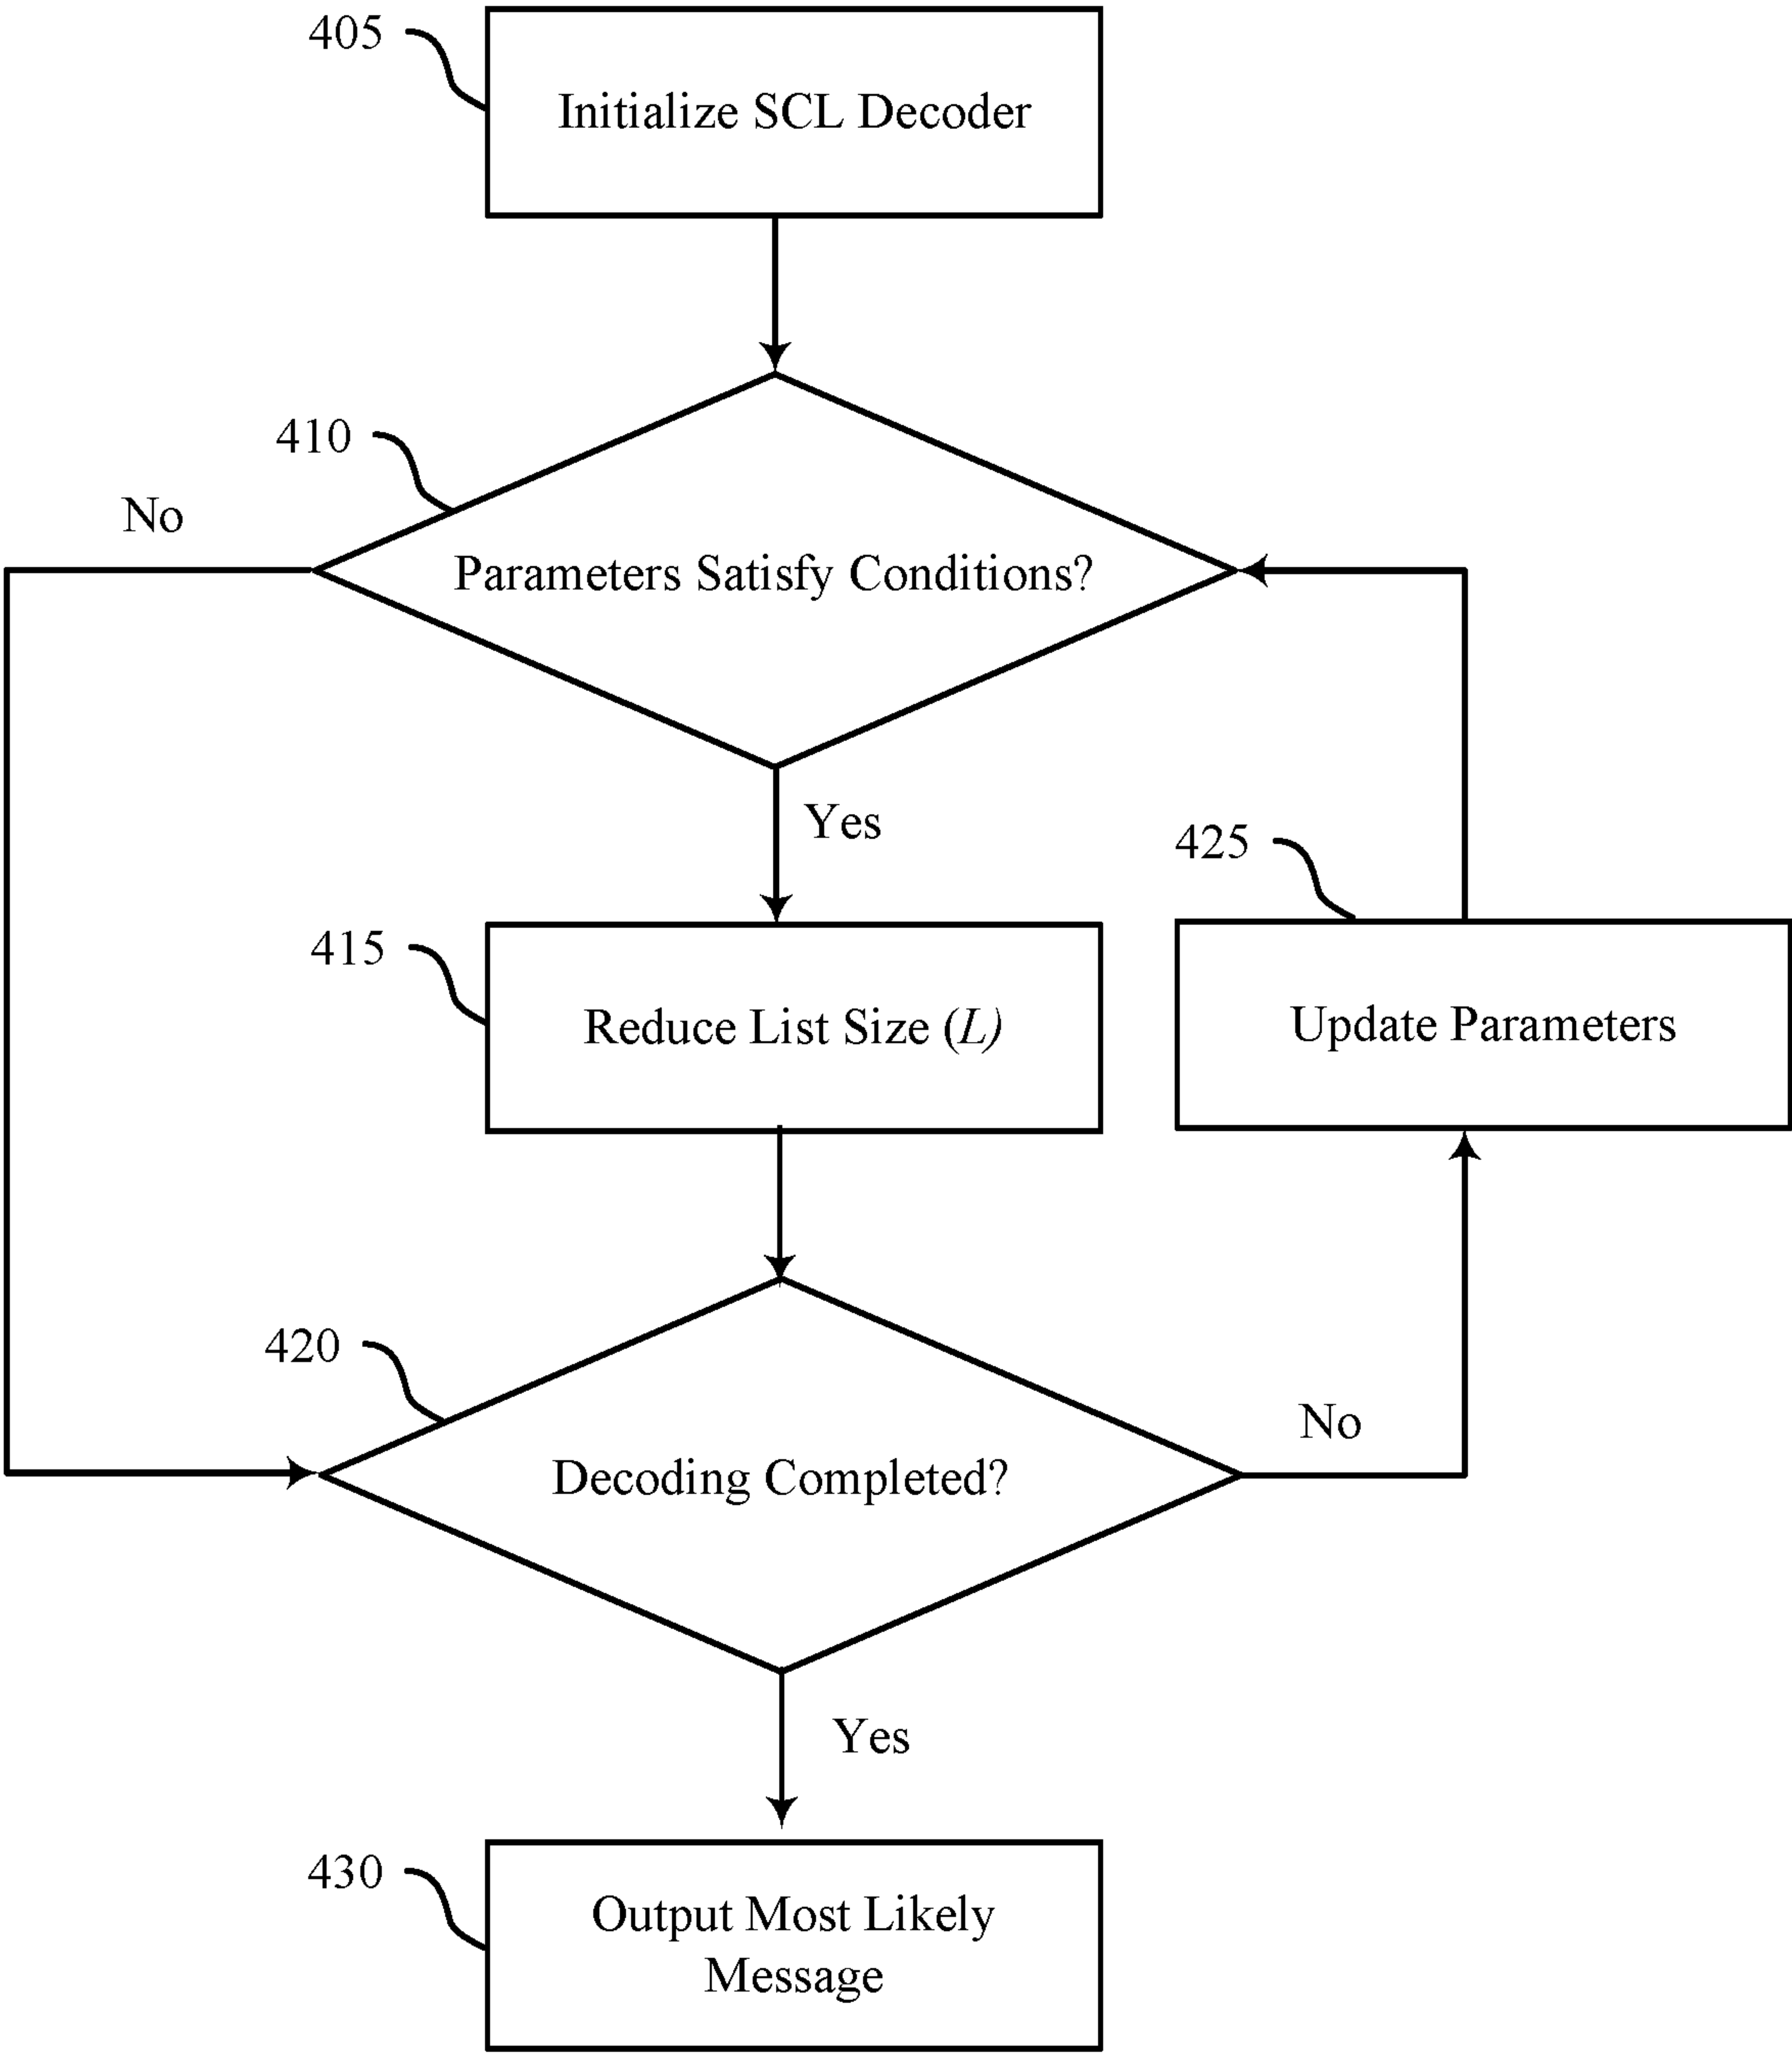 405
Initialize SCL Decoder
410
No
Parameters Satisfy Conditions?
Yes
425
415
Reduce List Size (L)
Update Parameters
420
No
Decoding Completed?
Yes
430
Output Most Likely
Message